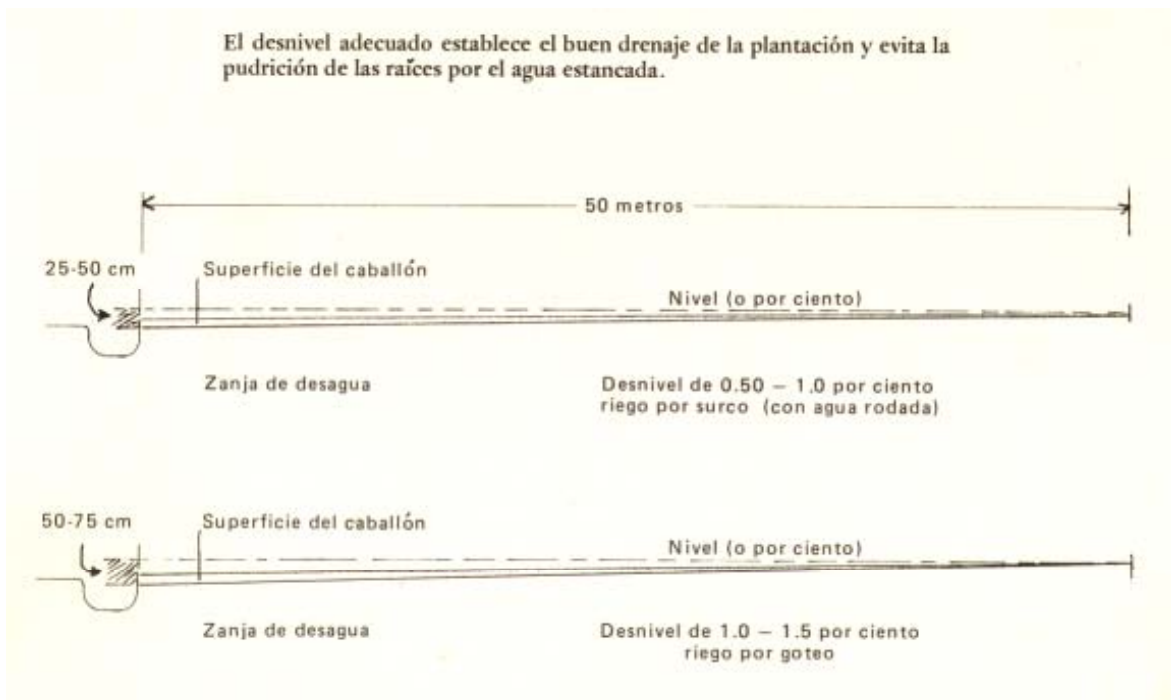 El desnivel adecuado establece el buen drenaje de la plantación y evita la
pudrición de las raíces por el agua estancada.
50 metros
25-50 cm
Superficie del caballón
Nivel (o por ciento)
Zanja de desagua
Desnivel de 0.50 — 1.0 por ciento
riego por surco (con agua rodada)
50-75 cm
Superficie del caballón
Nivel (o por ciento)
Zanja de desagua
Desnivel de 1.0 — 1.5 por ciento
riego por goteo